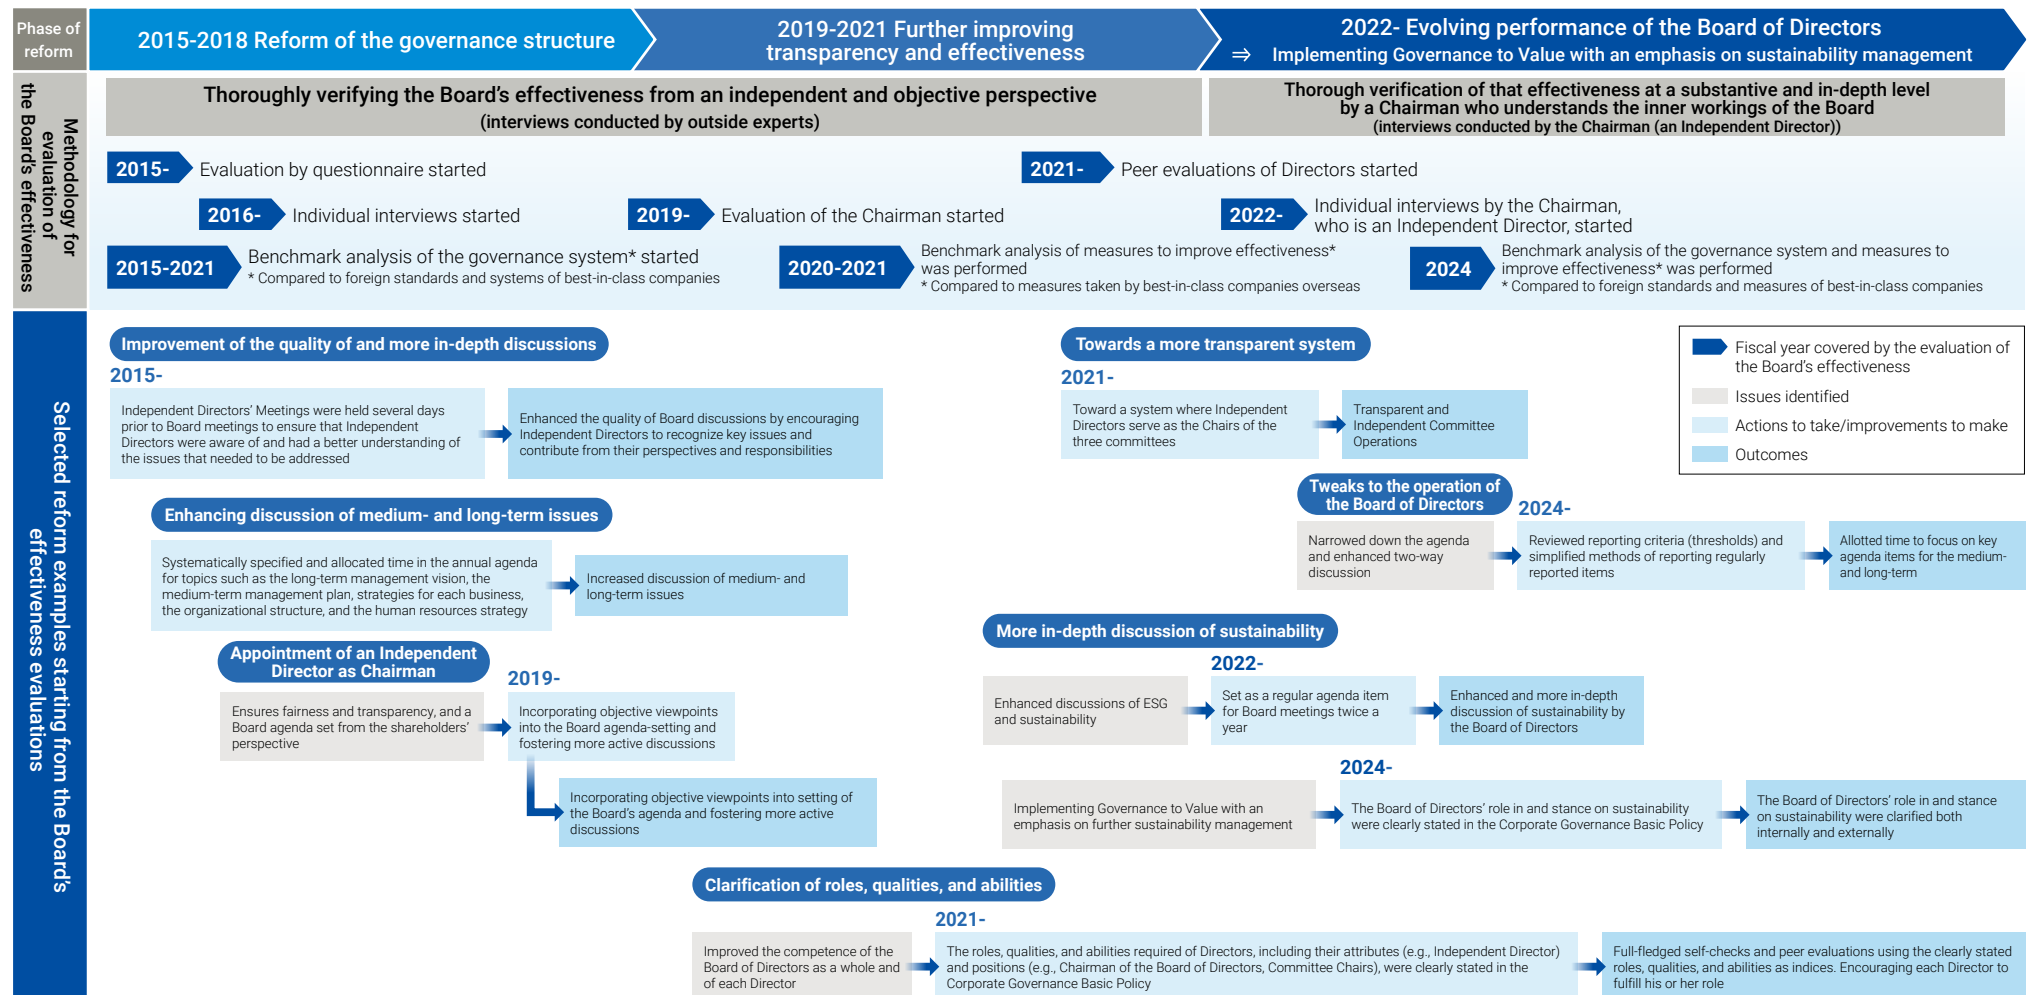 Phase of
reform
2015-2018 Reform of the governance structure
2019-2021 Further improving
transparency and effectiveness
2022- Evolving performance of the Board of Directors
⇒ Implementing Governance to Value with an emphasis on sustainability management
Methodology for
evaluation of
the Board's effectiveness
Thoroughly verifying the Board's effectiveness from an independent and objective perspective
(interviews conducted by outside experts)
Thorough verification of that effectiveness at a substantive and in-depth level
by a Chairman who understands the inner workings of the Board
(interviews conducted by the Chairman (an Independent Director))
2015- Evaluation by questionnaire started
2021- Peer evaluations of Directors started
2016- Individual interviews started
2019- Evaluation of the Chairman started
2022- Individual interviews by the Chairman,
who is an Independent Director, started
2015-2021 Benchmark analysis of the governance system* started
* Compared to foreign standards and systems of best-in-class companies
2020-2021 Benchmark analysis of measures to improve effectiveness*
was performed
* Compared to measures taken by best-in-class companies overseas
2024 Benchmark analysis of the governance system and measures to
improve effectiveness* was performed
* Compared to foreign standards and measures of best-in-class companies
Selected reform examples starting from the Board's
effectiveness evaluations
Improvement of the quality of and more in-depth discussions
2015-
Independent Directors' Meetings were held several days
prior to Board meetings to ensure that Independent
Directors were aware of and had a better understanding of
the issues that needed to be addressed
Enhanced the quality of Board discussions by encouraging
Independent Directors to recognize key issues and
contribute from their perspectives and responsibilities
Enhancing discussion of medium- and long-term issues
Systematically specified and allocated time in the annual agenda
for topics such as the long-term management vision, the
medium-term management plan, strategies for each business,
the organizational structure, and the human resources strategy
Increased discussion of medium- and
long-term issues
Appointment of an Independent
Director as Chairman
2019-
Ensures fairness and transparency, and a
Board agenda set from the shareholders'
perspective
Incorporating objective viewpoints
into the Board agenda-setting and
fostering more active discussions
Incorporating objective viewpoints into setting of
the Board's agenda and fostering more active
discussions
Towards a more transparent system
2021-
Toward a system where Independent
Directors serve as the Chairs of the
three committees
Transparent and
Independent Committee
Operations
Fiscal year covered by the evaluation of
the Board's effectiveness
Issues identified
Actions to take/improvements to make
Outcomes
Tweaks to the operation of
the Board of Directors
2024-
Narrowed down the agenda
and enhanced two-way
discussion
Reviewed reporting criteria (thresholds) and
simplified methods of reporting regularly
reported items
Allotted time to focus on key
agenda items for the medium-
and long-term
More in-depth discussion of sustainability
2022-
Enhanced discussions of ESG
and sustainability
Set as a regular agenda item
for Board meetings twice a
year
Enhanced and more in-depth
discussion of sustainability by
the Board of Directors
2024-
Implementing Governance to Value with an
emphasis on further sustainability management
The Board of Directors' role in and stance on sustainability
were clearly stated in the Corporate Governance Basic Policy
The Board of Directors' role in and stance
on sustainability were clarified both
internally and externally
Clarification of roles, qualities, and abilities
2021-
Improved the competence of the
Board of Directors as a whole and
of each Director
The roles, qualities, and abilities required of Directors, including their attributes (e.g., Independent Director)
and positions (e.g., Chairman of the Board of Directors, Committee Chairs), were clearly stated in the
Corporate Governance Basic Policy
Full-fledged self-checks and peer evaluations using the clearly stated
roles, qualities, and abilities as indices. Encouraging each Director to
fulfill his or her role